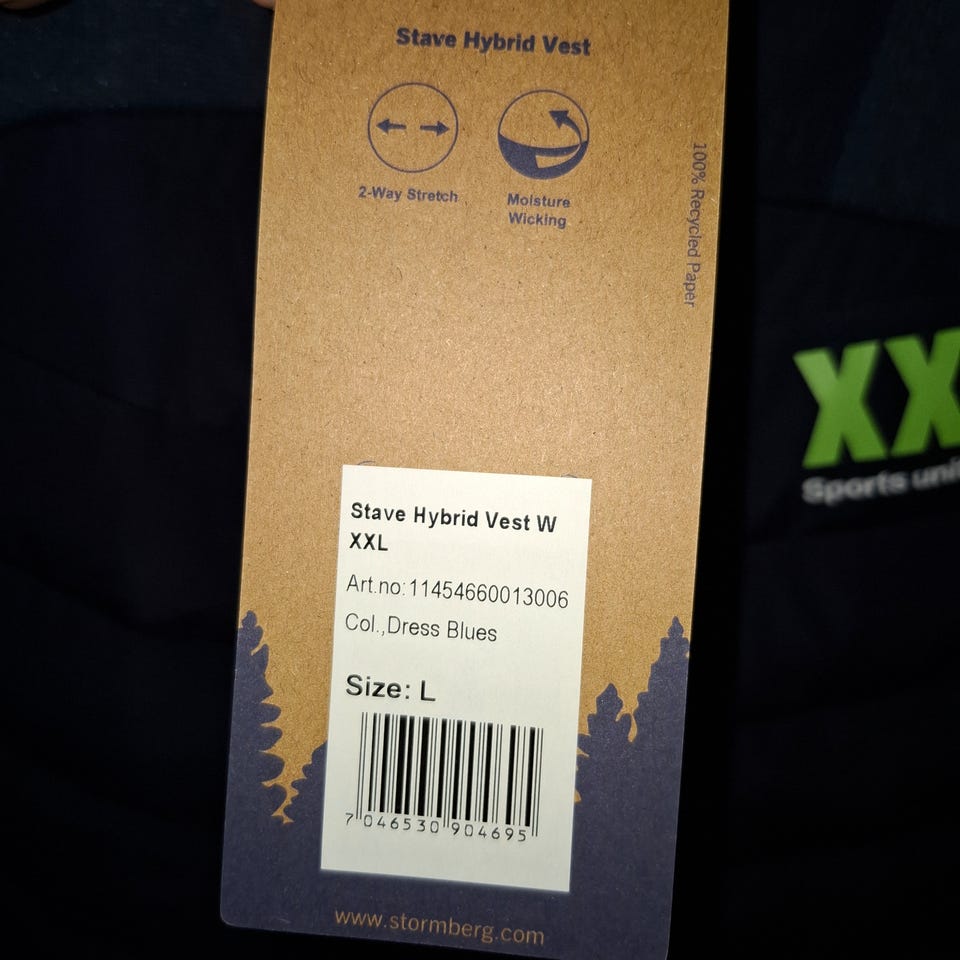 Stave Hybrid Vest
2-Way Stretch
Moisture
Wicking
100% Recycled Paper
XX
Sports
Stave Hybrid Vest W
XXL
Art.no:11454660013006
Col.,Dress Blues
Size: L
7 046530 904695
www.stormberg.com